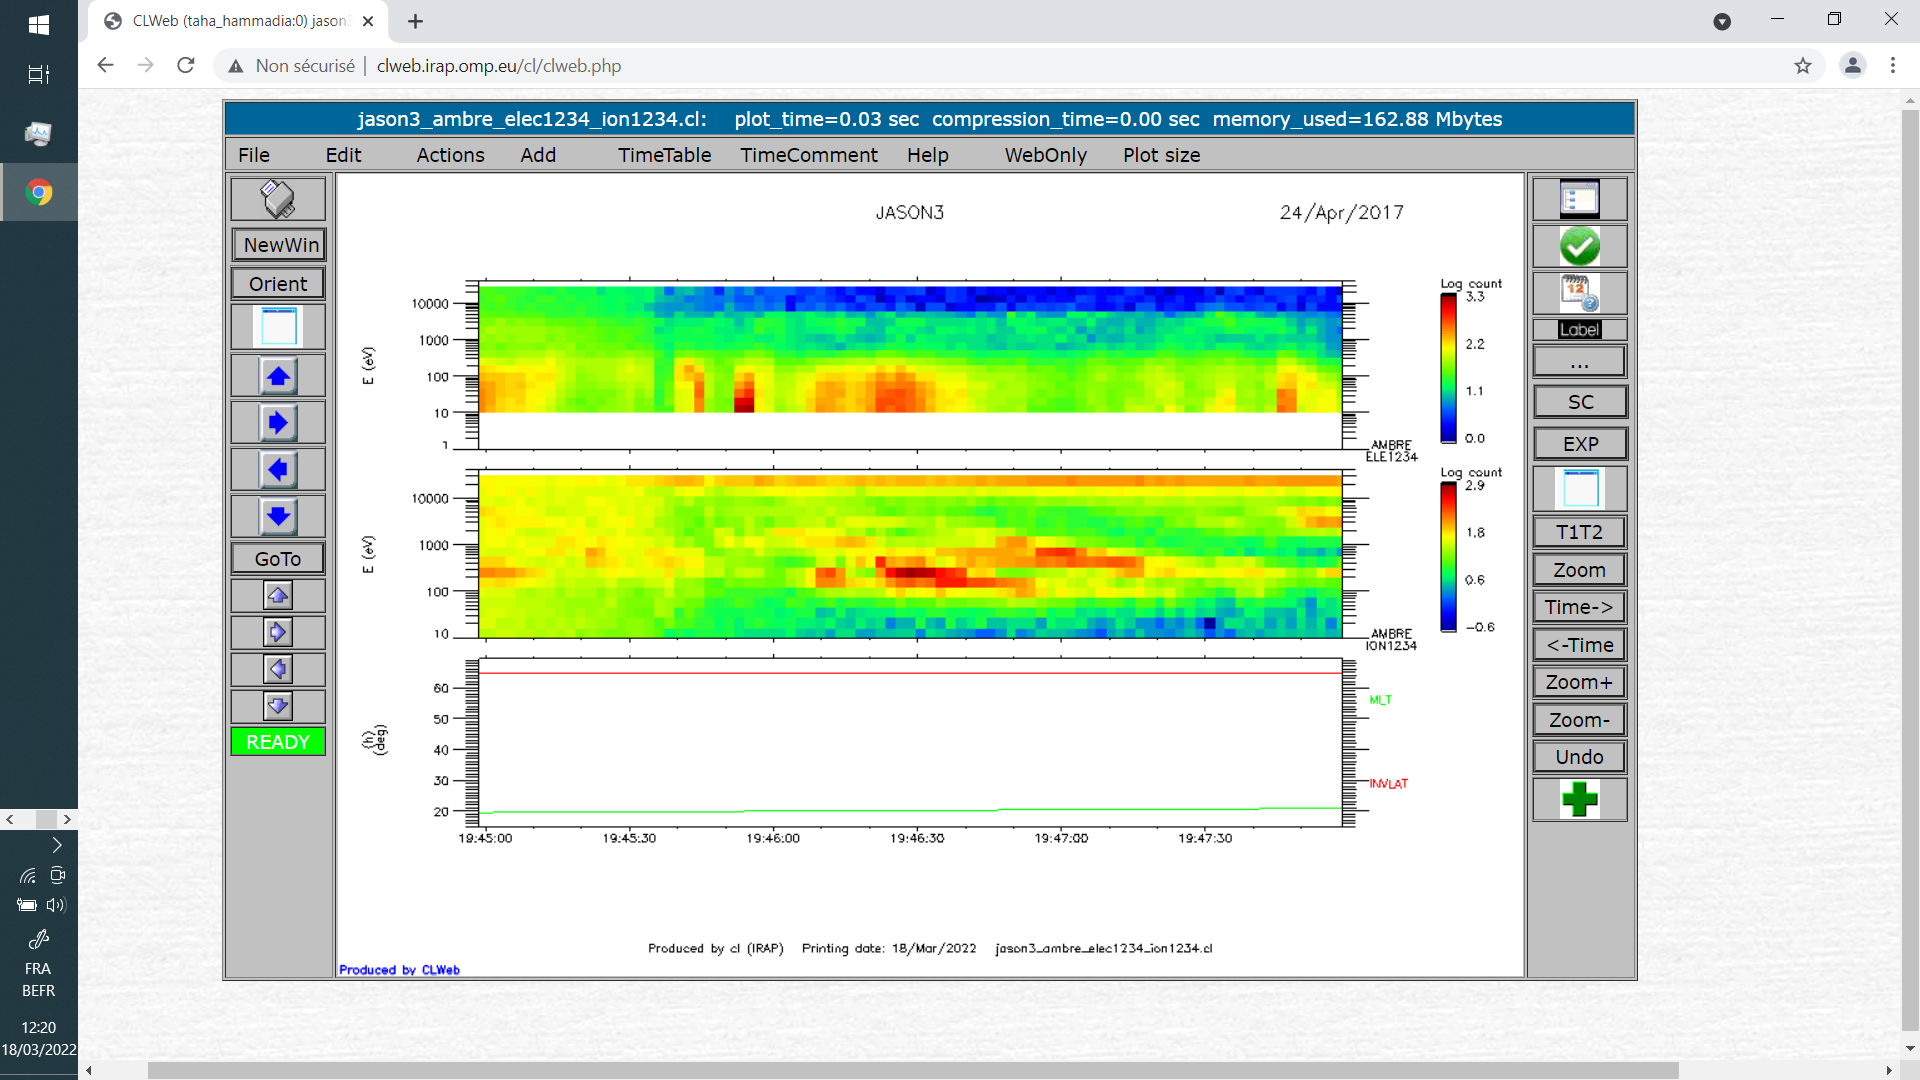 CLWeb (taha_hammadia:0) jason3
Non sécurisé | clweb.irap.omp.eu/cl/clweb.php
jason3_ambre_elec1234_ion1234.cl: plot_time=0.03 sec compression_time=0.00 sec memory_used=162.88 Mbytes
File Edit Actions Add TimeTable TimeComment Help WebOnly Plot size
NewWin
Orient
GoTo
READY
JASON3 24/Apr/2017
E (eV)
10000
1000
100
10
1
Log count
3.3
2.2
1.1
0.0
AMBRE
ELE1234
E (eV)
10000
1000
100
10
Log count
2.9
1.8
0.6
-0.6
AMBRE
ION1234
(h)
(deg)
60
50
40
30
20
MLT
INVLAT
19:45:00 19:45:30 19:46:00 19:46:30 19:47:00 19:47:30
Produced by cl (IRAP) Printing date: 18/Mar/2022 jason3_ambre_elec1234_ion1234.cl
Produced by CLWeb
12
Label
...
SC
EXP
T1T2
Zoom
Time->
<-Time
Zoom+
Zoom-
Undo
FRA
BEFR
12:20
18/03/2022